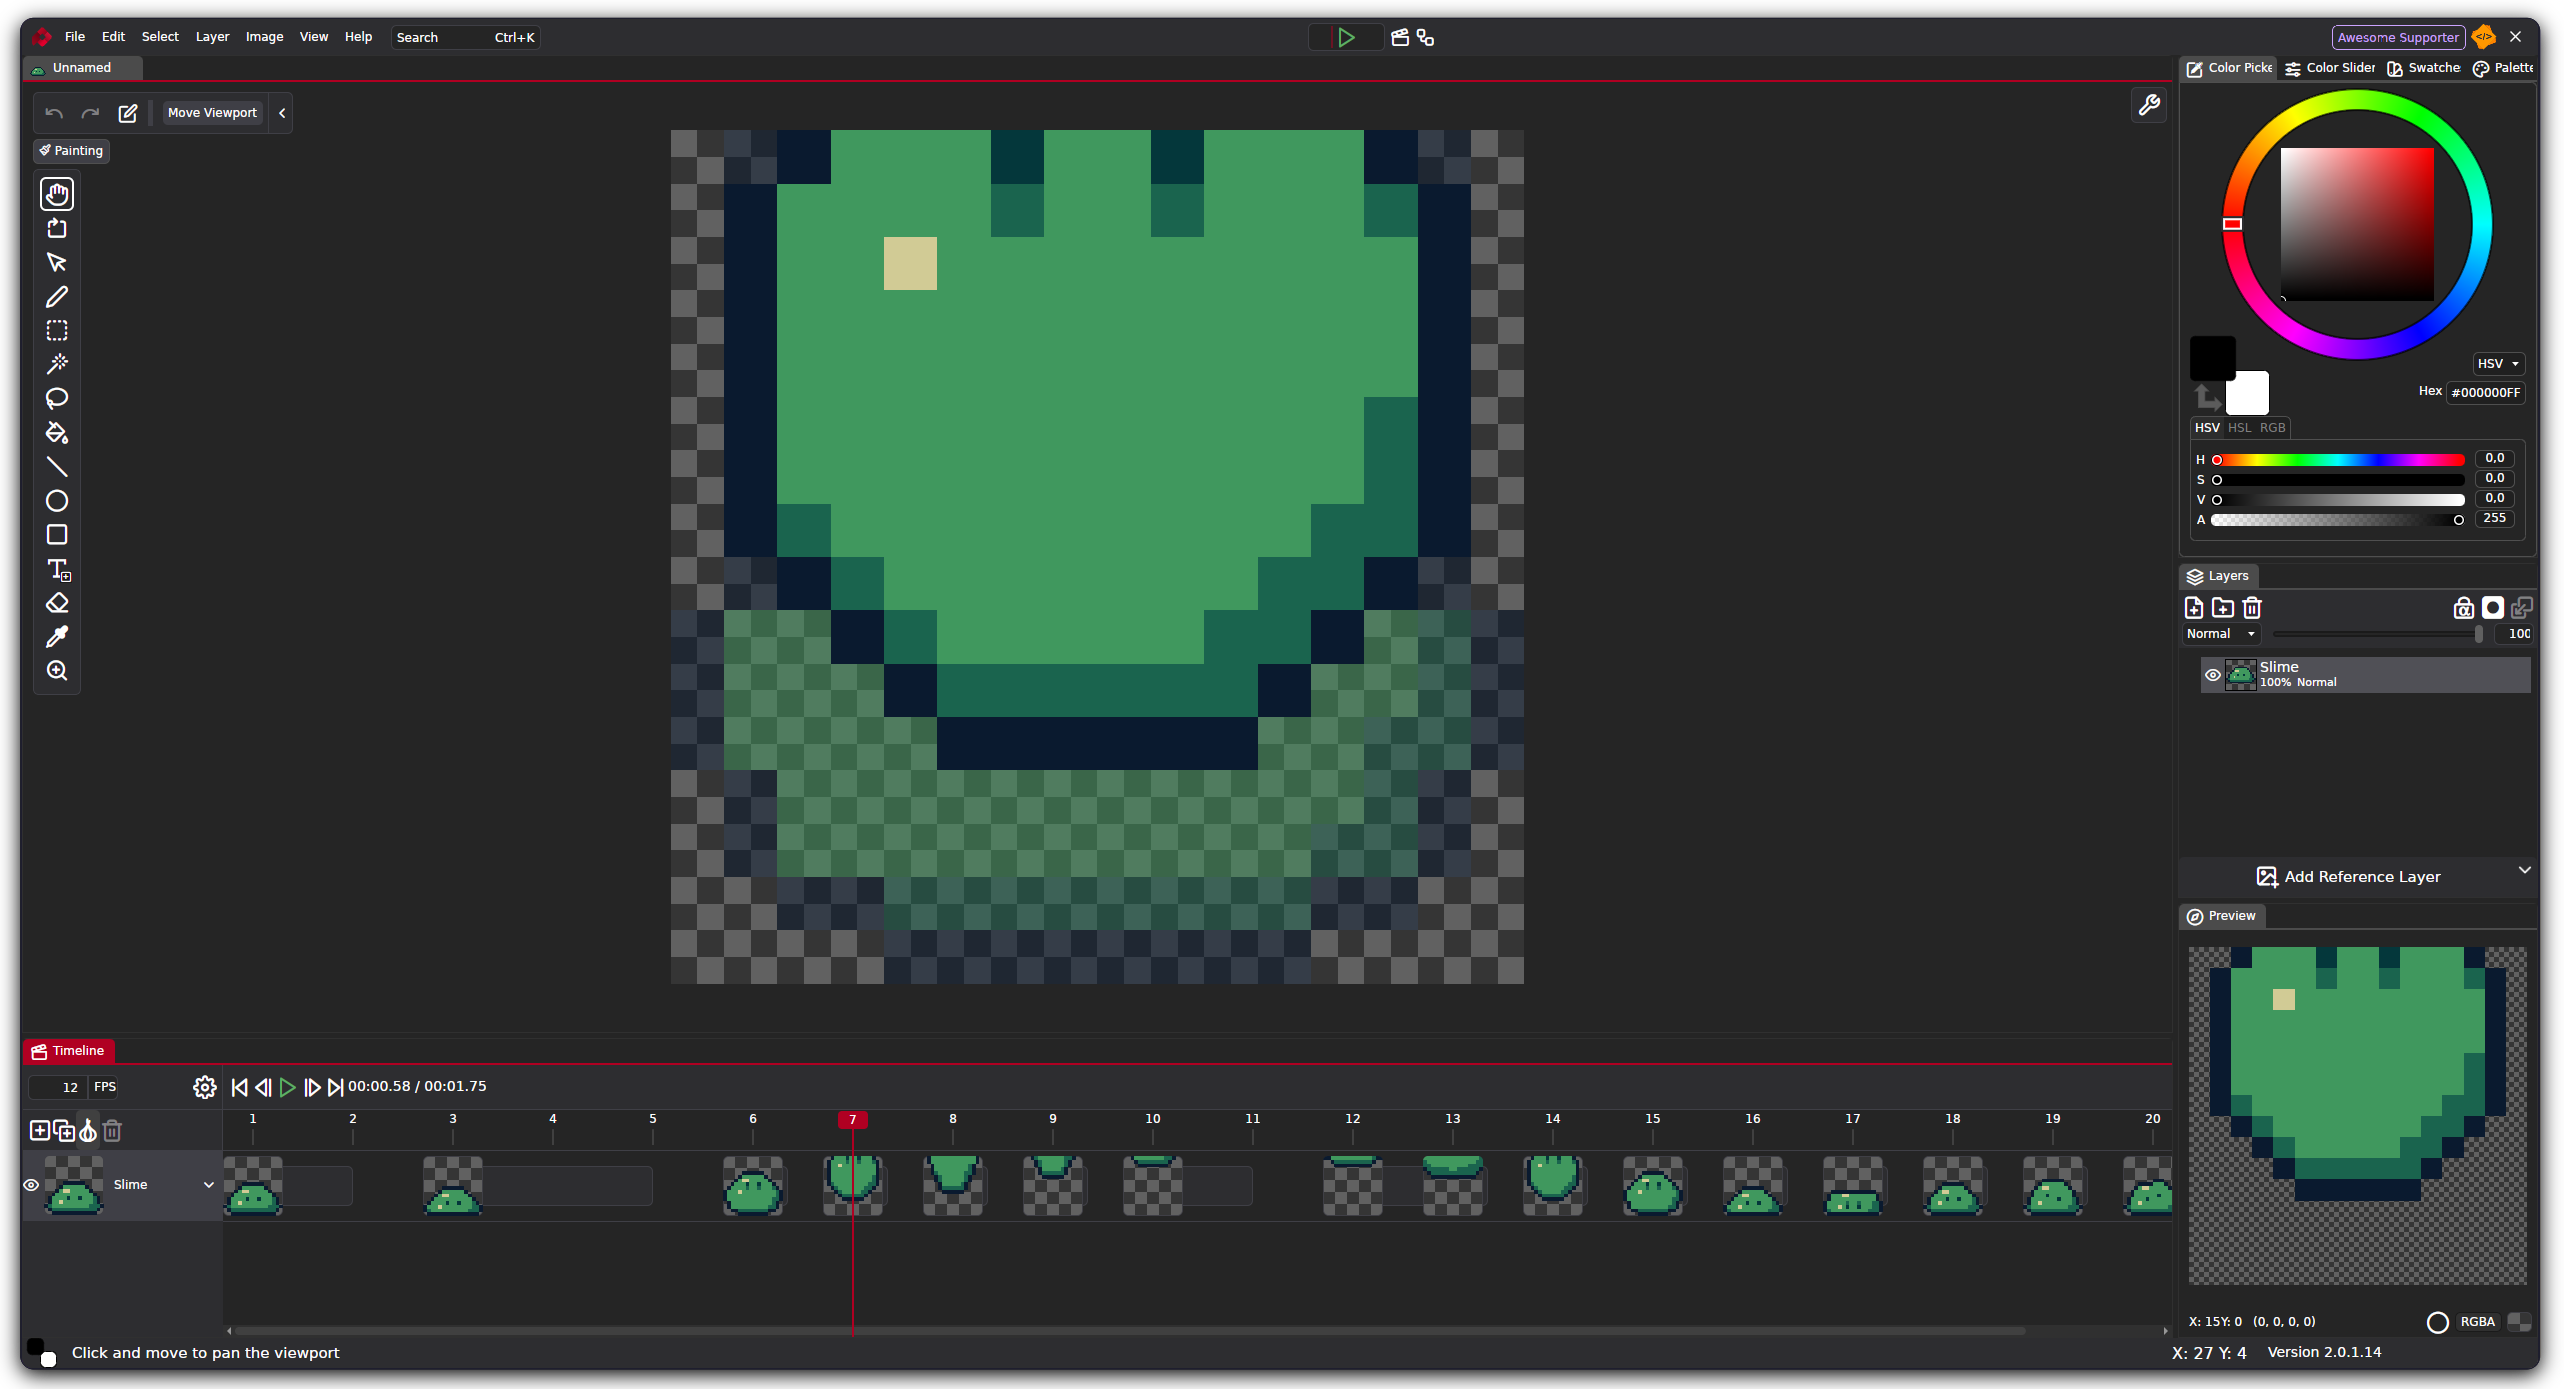 File Edit Select Layer Image View Help Search Ctrl+K Awesome Supporter
Unnamed
Move Viewport
Painting
Color Picke Color Slider Swatche Palette
HSV
Hex #000000FF
HSV HSL RGB
H 0,0
S 0,0
V 0,0
A 255
Layers
Normal 100
Slime
100% Normal
Add Reference Layer
Preview
X: 15Y: 0 (0, 0, 0, 0) RGBA
Timeline
12 FPS 00:00.58 / 00:01.75
1 2 3 4 5 6 7 8 9 10 11 12 13 14 15 16 17 18 19 20
Slime
Click and move to pan the viewport X: 27 Y: 4 Version 2.0.1.14